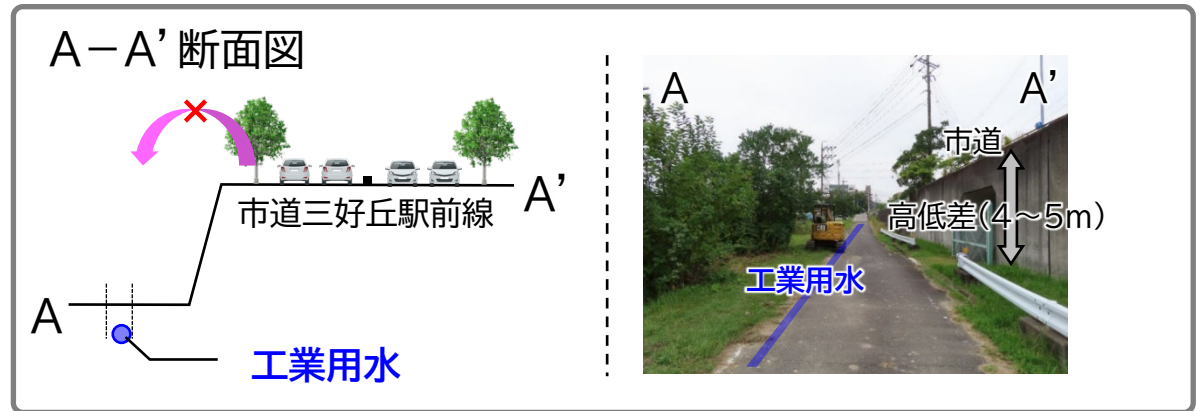 A－A’断面図
市道三好丘駅前線
A’
A
工業用水
A
A’
市道
高低差(4～5m)
工業用水